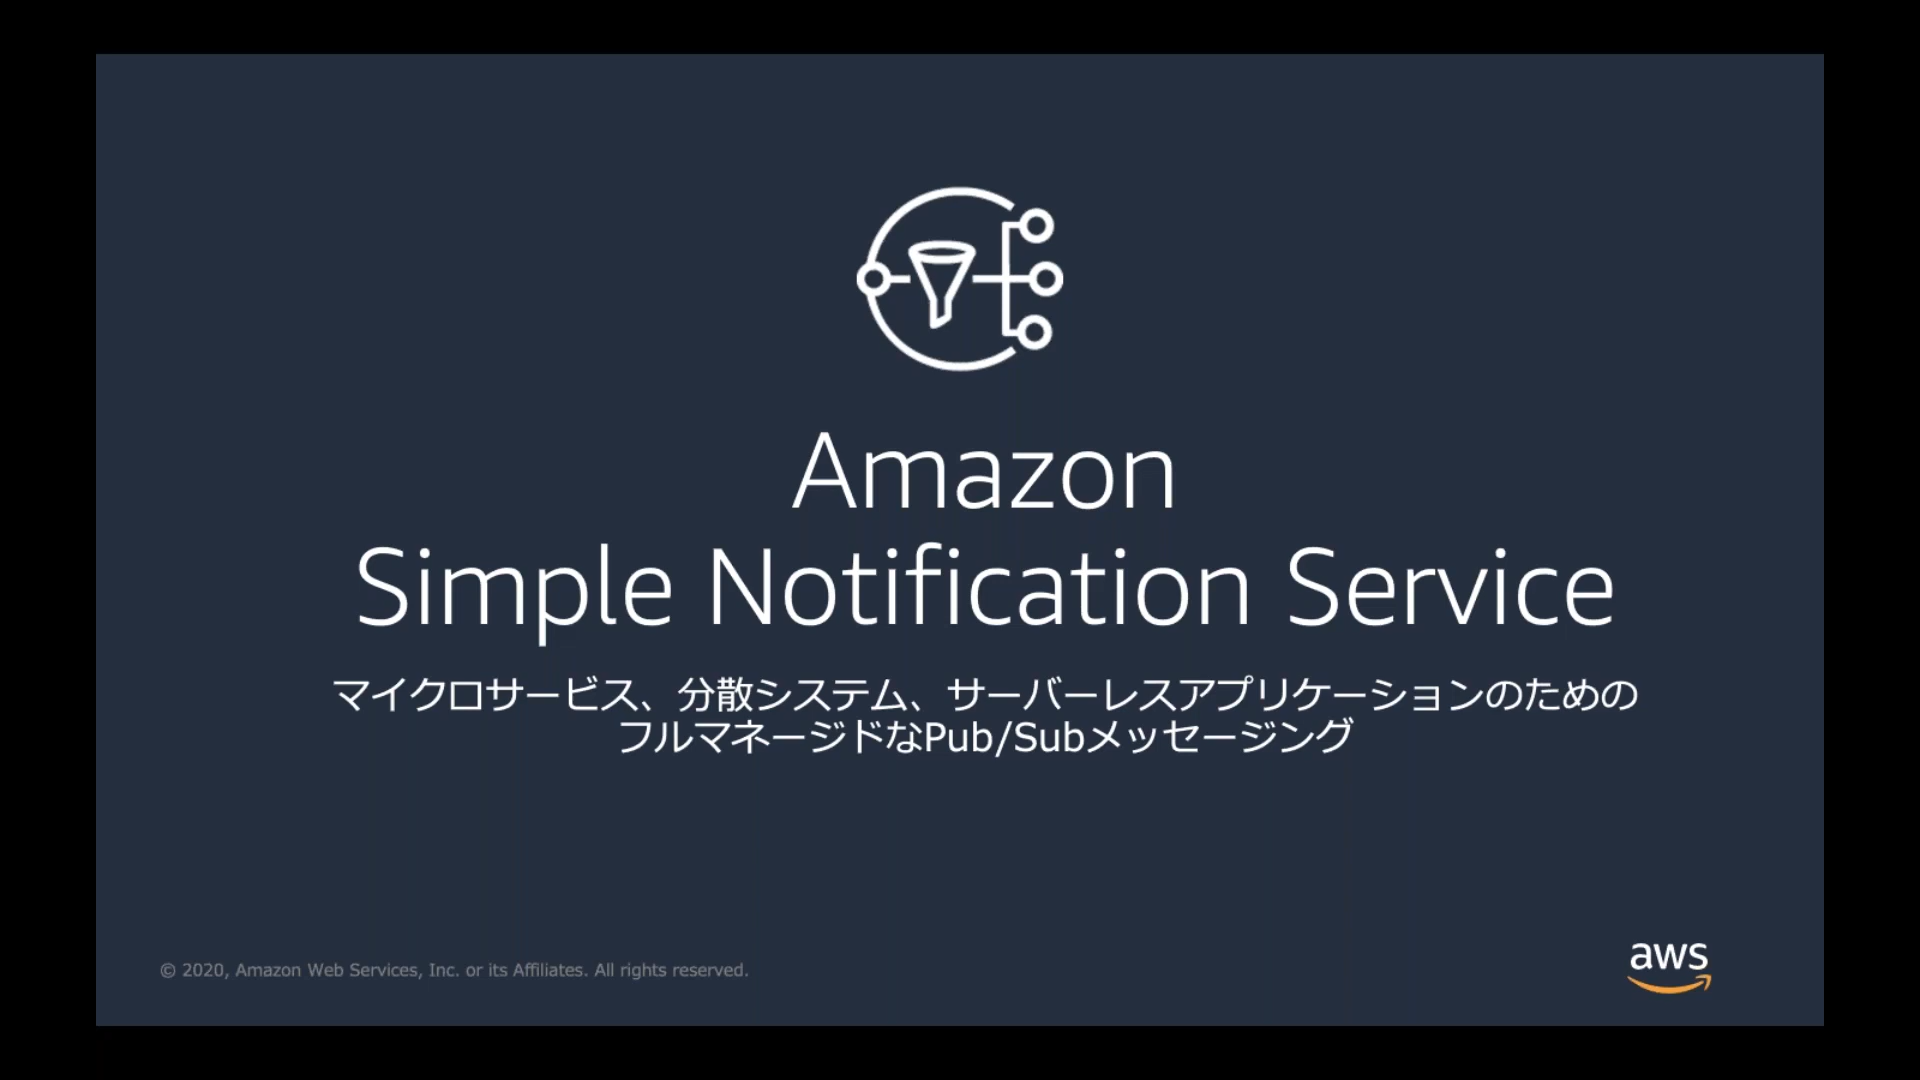 Amazon
Simple Notification Service
マイクロサービス、分散システム、サーバーレスアプリケーションのための
フルマネージドなPub/Subメッセージング
© 2020, Amazon Web Services, Inc. or its Affiliates. All rights reserved.
aws